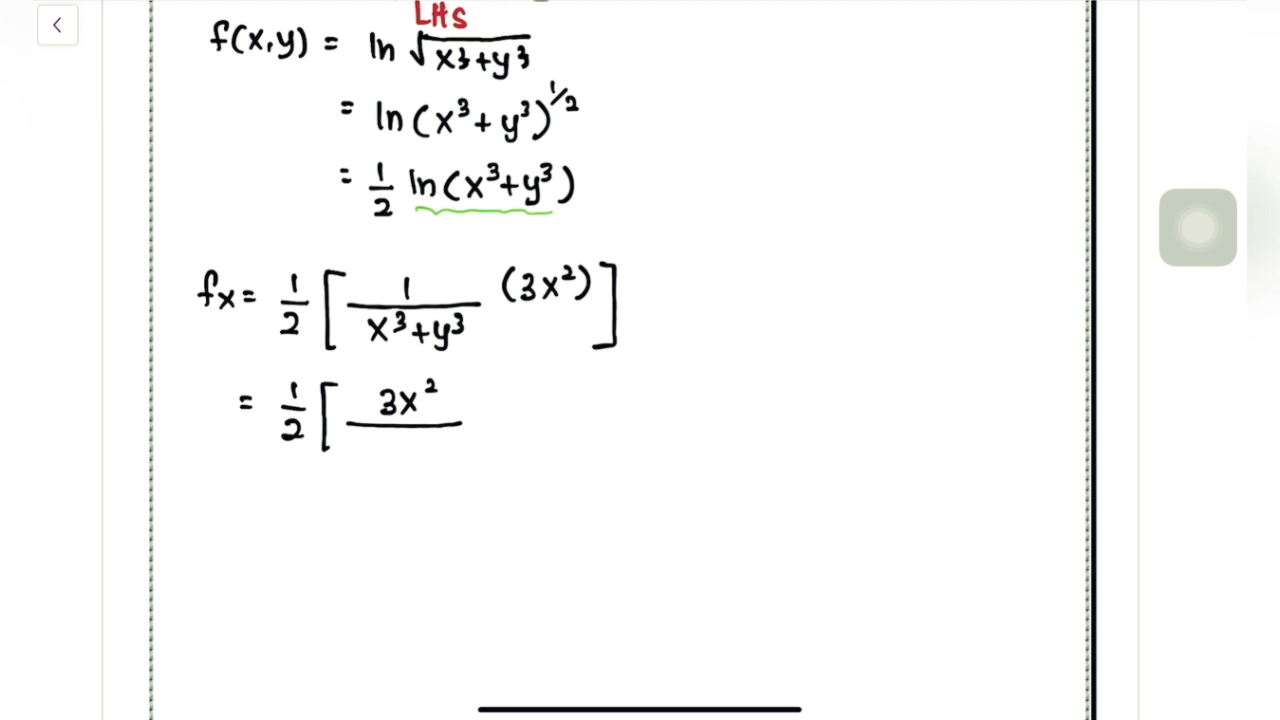 LHS
f(x,y) = ln √(x³+y³)
= ln (x³ + y³)^1/2
= 1/2 ln (x³+y³)
fx = 1/2 [ 1/(x³+y³) (3x²) ]
= 1/2 [ 3x²